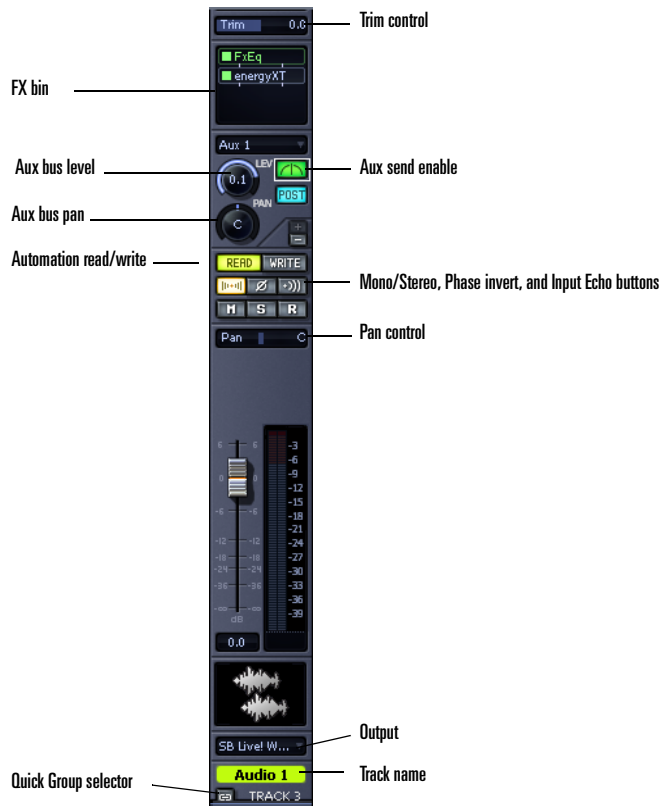 Trim 0.0
Trim control
FxEq
energyXT
FX bin
Aux 1
Aux bus level
LEV
0.1
Aux send enable
POST
PAN
Aux bus pan
C
+
-
Automation read/write
READ WRITE
Mono/Stereo, Phase invert, and Input Echo buttons
M S R
Pan C
Pan control
6 6
0 0
-6 -6
-12 -12
-18 -18
-24 -24
-36 -36
-∞ -∞
dB
-3
-6
-9
-12
-15
-18
-21
-24
-27
-30
-33
-36
-39
0.0
SB Live! W...
Output
Audio 1
Track name
Quick Group selector
TRACK 3